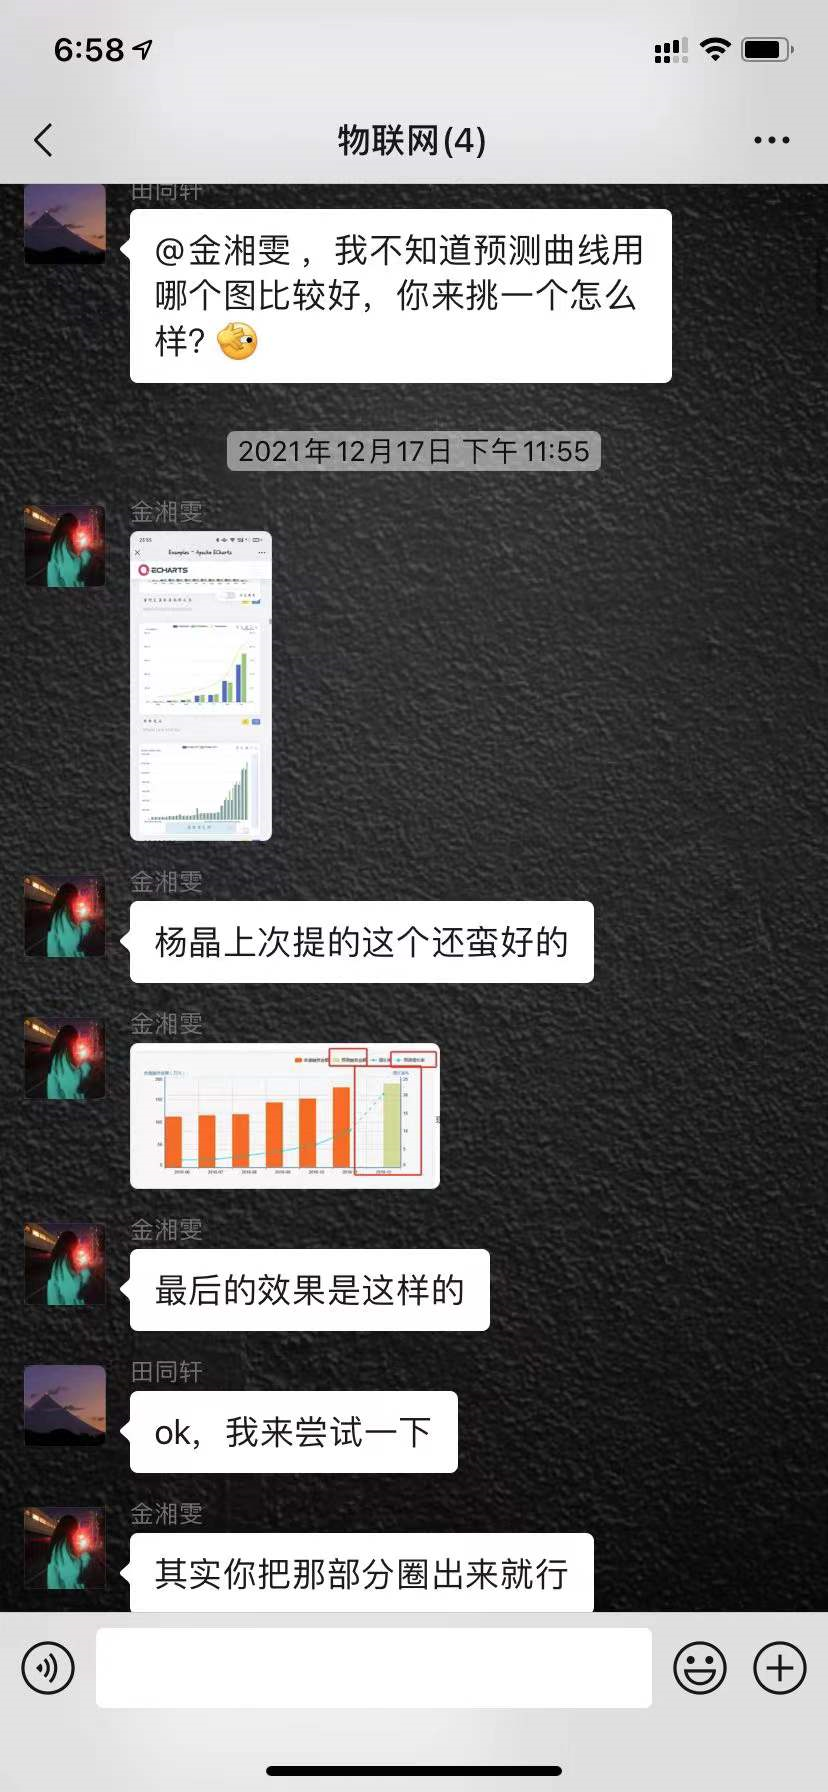 6:58
物联网(4)
田同轩
@金湘雯 ，我不知道预测曲线用
哪个图比较好，你来挑一个怎么
样？
2021年12月17日 下午11:55
金湘雯
Examples - Apache ECharts
ECHARTS
金湘雯
杨晶上次提的这个还蛮好的
金湘雯
金湘雯
最后的效果是这样的
田同轩
ok，我来尝试一下
金湘雯
其实你把那部分圈出来就行